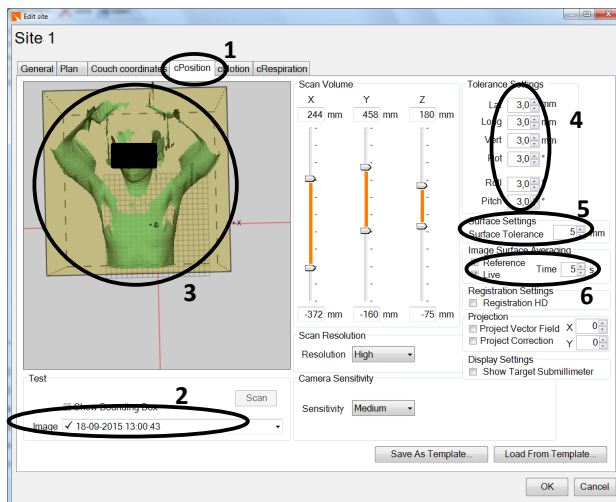 Edit site
Site 1
1
General Plan Couch coordinates cPosition cMotion cRespiration
Scan Volume
X Y Z
244 mm 458 mm 180 mm
-372 mm -160 mm -75 mm
z
x
3
Tolerance Settings
Lat 3,0 mm
Long 3,0 mm
Vert 3,0 mm
Rot 3,0 °
Roll 3,0 °
Pitch 3,0 °
4
5
Surface Settings
Surface Tolerance 5 mm
Image Surface Averaging
Reference
Live
Time 5 s
6
Registration Settings
Registration HD
Projection
Project Vector Field X 0
Project Correction Y 0
Display Settings
Show Target Submillimeter
Scan Resolution
Resolution High
Camera Sensitivity
Sensitivity Medium
Test
2
Scan
Show Bounding Box
Image ✓ 18-09-2015 13:00:43
Save As Template... Load From Template...
OK Cancel